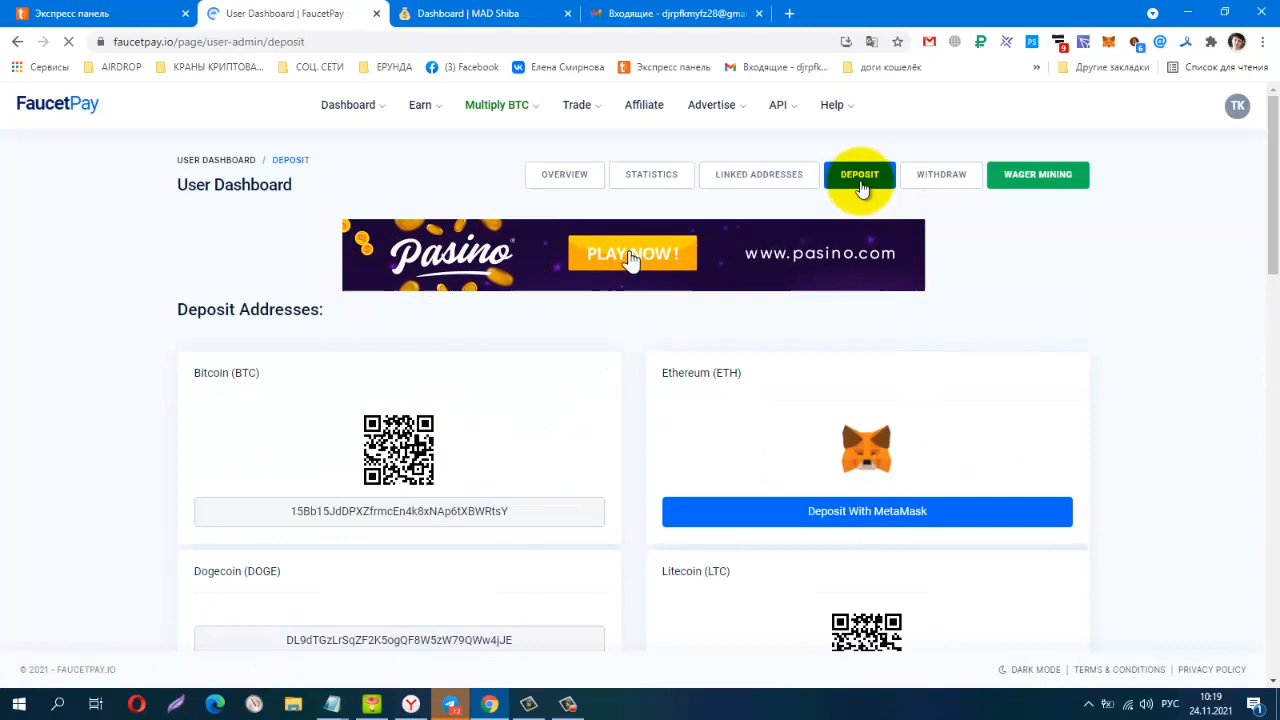 Экспресс панель
User Dashboard | FaucetPay
Dashboard | MAD Shiba
Входящие - djrpfkmyfz28@gma
faucetpay.io/page/user-admin/deposit
Сервисы
AIRDROP
КРАНЫ КРИПТОВА...
СОЦ. СЕТИ
ЕРУНДА
(3) Facebook
Елена Смирнова
Экспресс панель
Входящие - djrpfk...
доги кошелёк
»
Другие закладки
Список для чтения
FaucetPay
Dashboard
Earn
Multiply BTC
Trade
Affiliate
Advertise
API
Help
TK
USER DASHBOARD / DEPOSIT
User Dashboard
OVERVIEW
STATISTICS
LINKED ADDRESSES
DEPOSIT
WITHDRAW
WAGER MINING
Pasino
PLAY NOW !
www.pasino.com
Deposit Addresses:
Bitcoin (BTC)
15Bb15JdDPXZfrmcEn4k8xNAp6tXBWRtsY
Ethereum (ETH)
Deposit With MetaMask
Dogecoin (DOGE)
DL9dTGzLrSqZF2K5ogQF8W5zW79QWw4jJE
Litecoin (LTC)
© 2021 - FAUCETPAY.IO
DARK MODE | TERMS & CONDITIONS | PRIVACY POLICY
12
РУС
10:19
24.11.2021